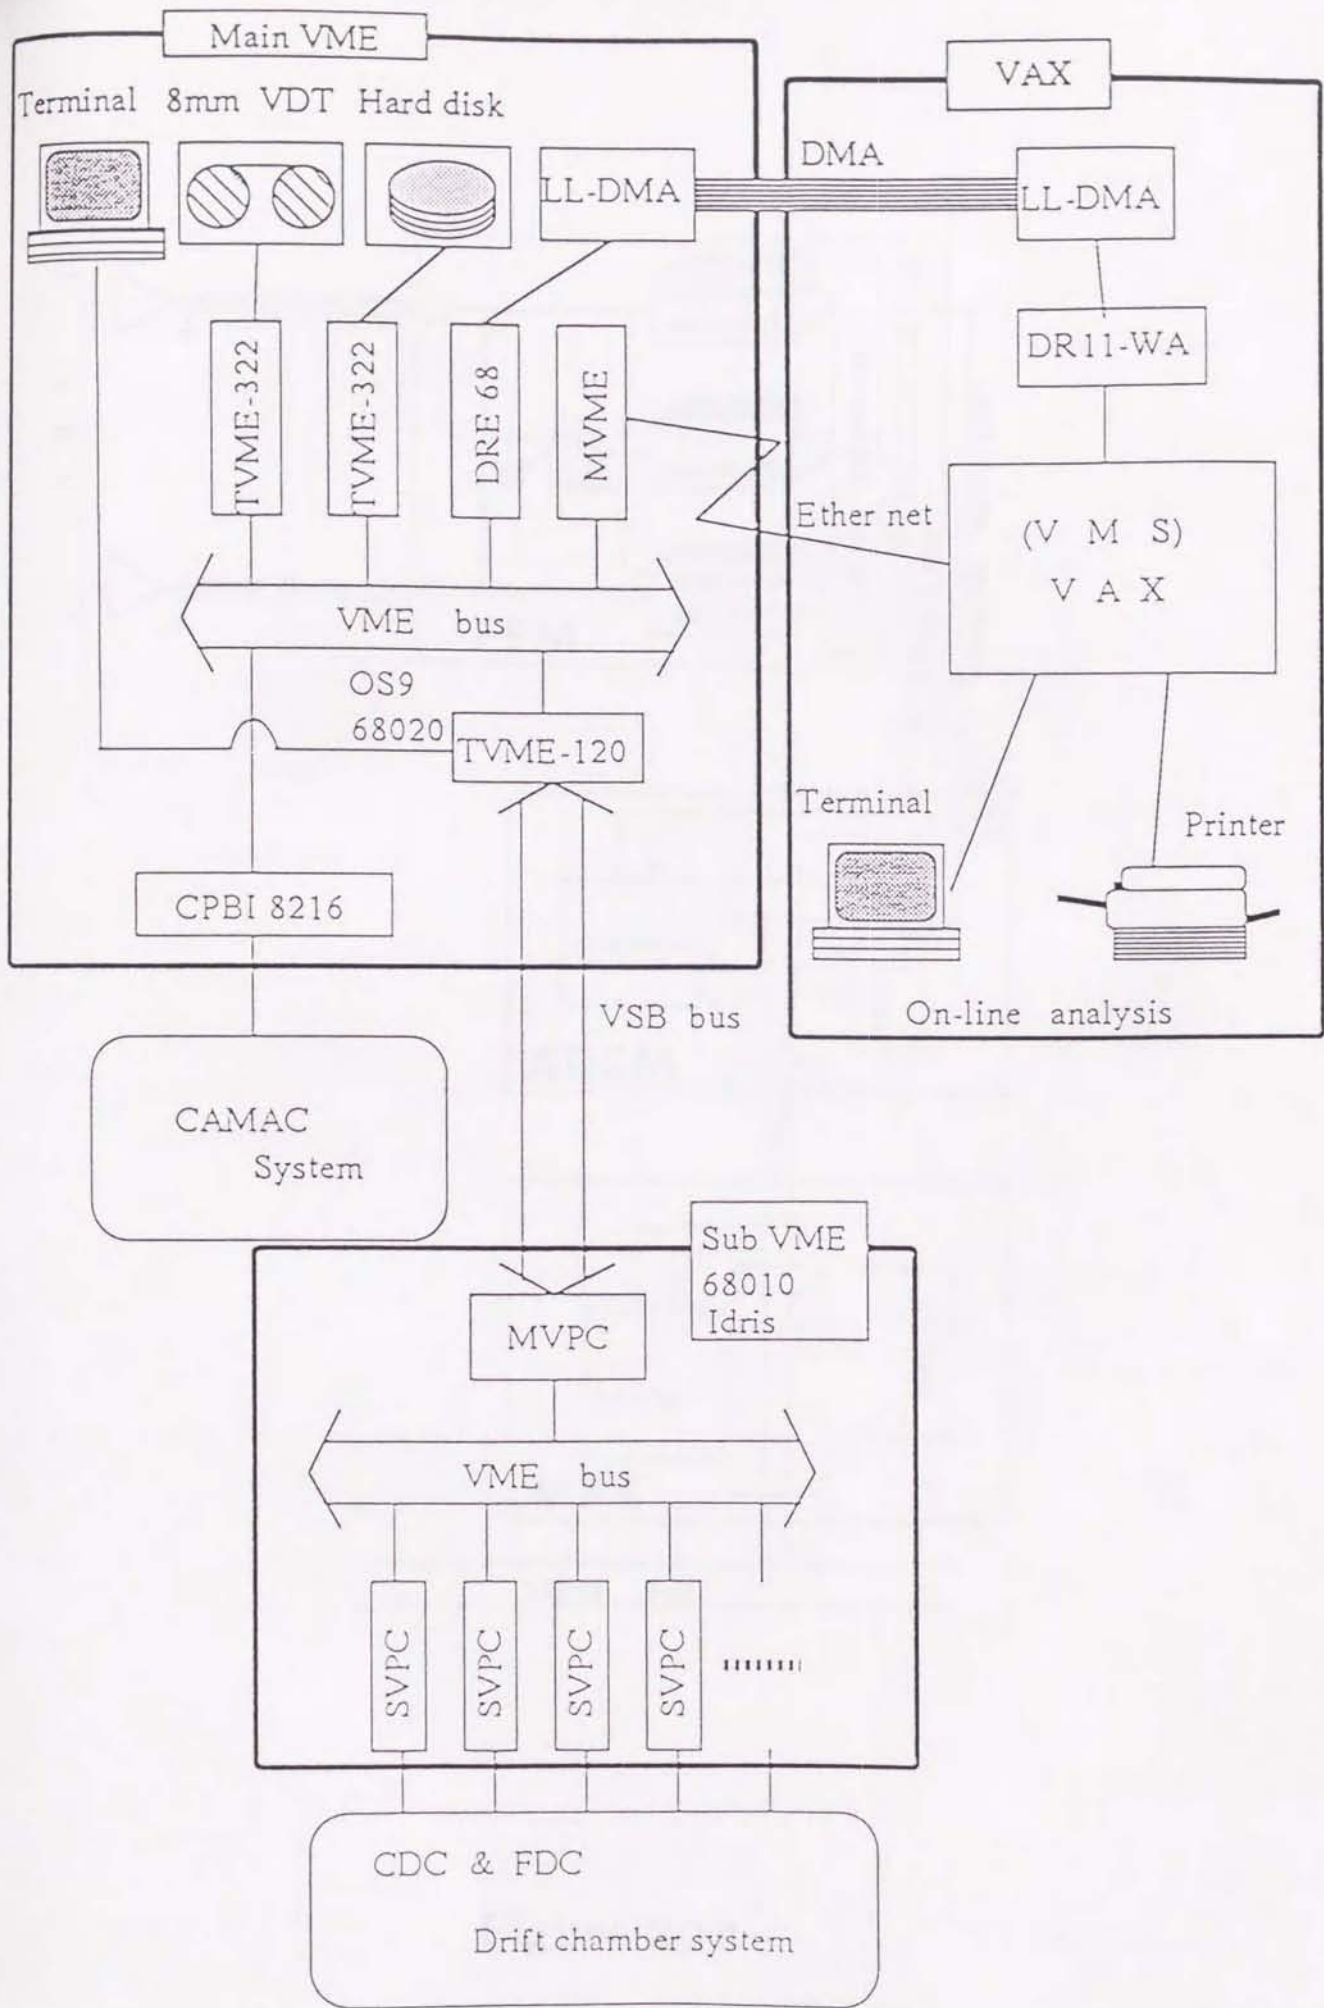 Main VME
VAX
Terminal 8mm VDT Hard disk
DMA
LL-DMA
LL-DMA
DR11-WA
TVME-322
TVME-322
DRE 68
MVME
Ether net
(V M S)
V A X
VME bus
OS9
68020
TVME-120
Terminal
Printer
CPBI 8216
VSB bus
On-line analysis
CAMAC
System
Sub VME
68010
Idris
MVPC
VME bus
SVPC
SVPC
SVPC
SVPC
CDC & FDC
Drift chamber system